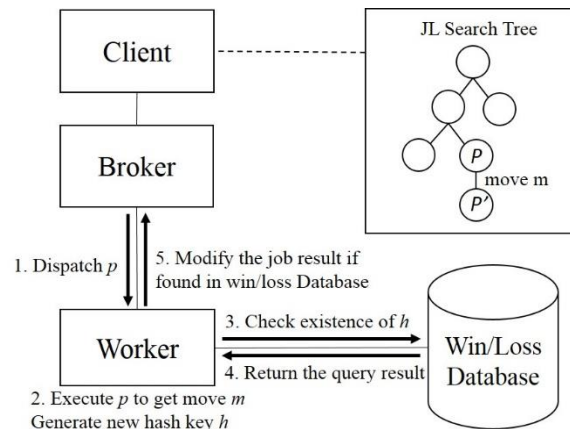 JL Search Tree
Client
P
move m
P'
Broker
1. Dispatch p
5. Modify the job result if
found in win/loss Database
Worker
3. Check existence of h
4. Return the query result
Win/Loss
Database
2. Execute p to get move m
Generate new hash key h